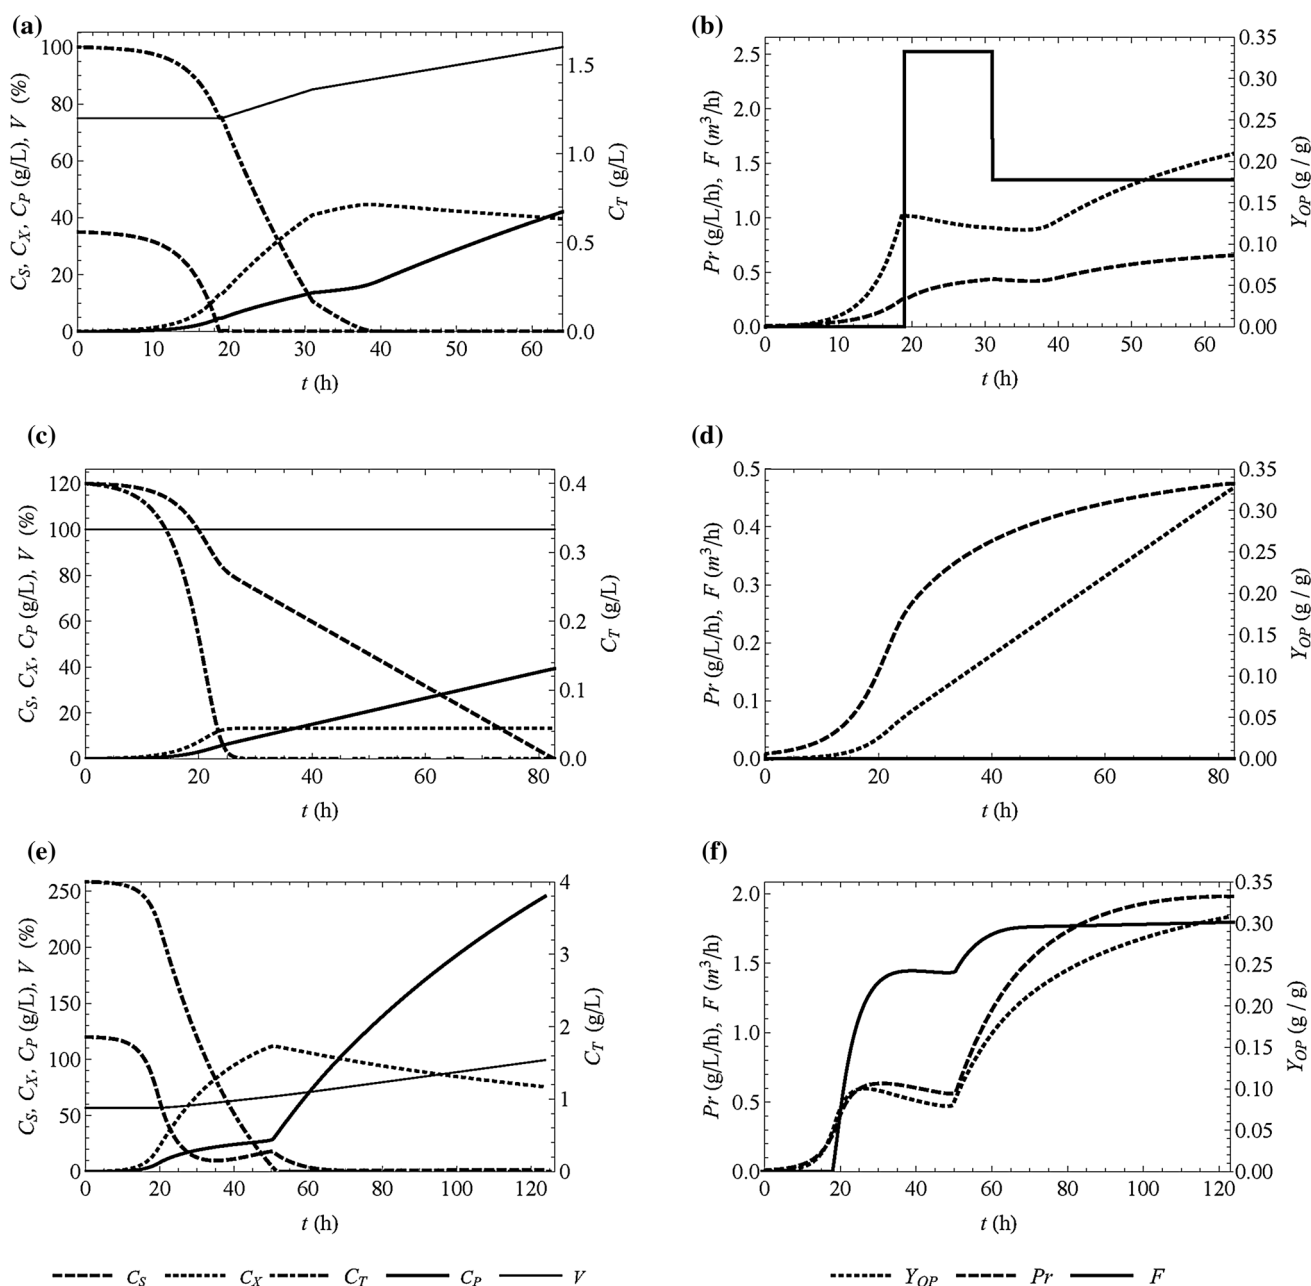 (a)
100
80
60
40
20
0
0 10 20 30 40 50 60
1.5
1.0
0.5
0.0
C_S, C_X, C_P (g/L), V (%)
C_T (g/L)
t (h)
(b)
2.5
2.0
1.5
1.0
0.5
0.0
0 10 20 30 40 50 60
0.35
0.30
0.25
0.20
0.15
0.10
0.05
0.00
Pr (g/L/h), F (m³/h)
Y_OP (g / g)
t (h)
(c)
120
100
80
60
40
20
0
0 20 40 60 80
0.4
0.3
0.2
0.1
0.0
C_S, C_X, C_P (g/L), V (%)
C_T (g/L)
t (h)
(d)
0.5
0.4
0.3
0.2
0.1
0.0
0 20 40 60 80
0.35
0.30
0.25
0.20
0.15
0.10
0.05
0.00
Pr (g/L/h), F (m³/h)
Y_OP (g / g)
t (h)
(e)
250
200
150
100
50
0
0 20 40 60 80 100 120
4
3
2
1
0
C_S, C_X, C_P (g/L), V (%)
C_T (g/L)
t (h)
(f)
2.0
1.5
1.0
0.5
0.0
0 20 40 60 80 100 120
0.35
0.30
0.25
0.20
0.15
0.10
0.05
0.00
Pr (g/L/h), F (m³/h)
Y_OP (g / g)
t (h)
C_S C_X C_T C_P V
Y_OP Pr F